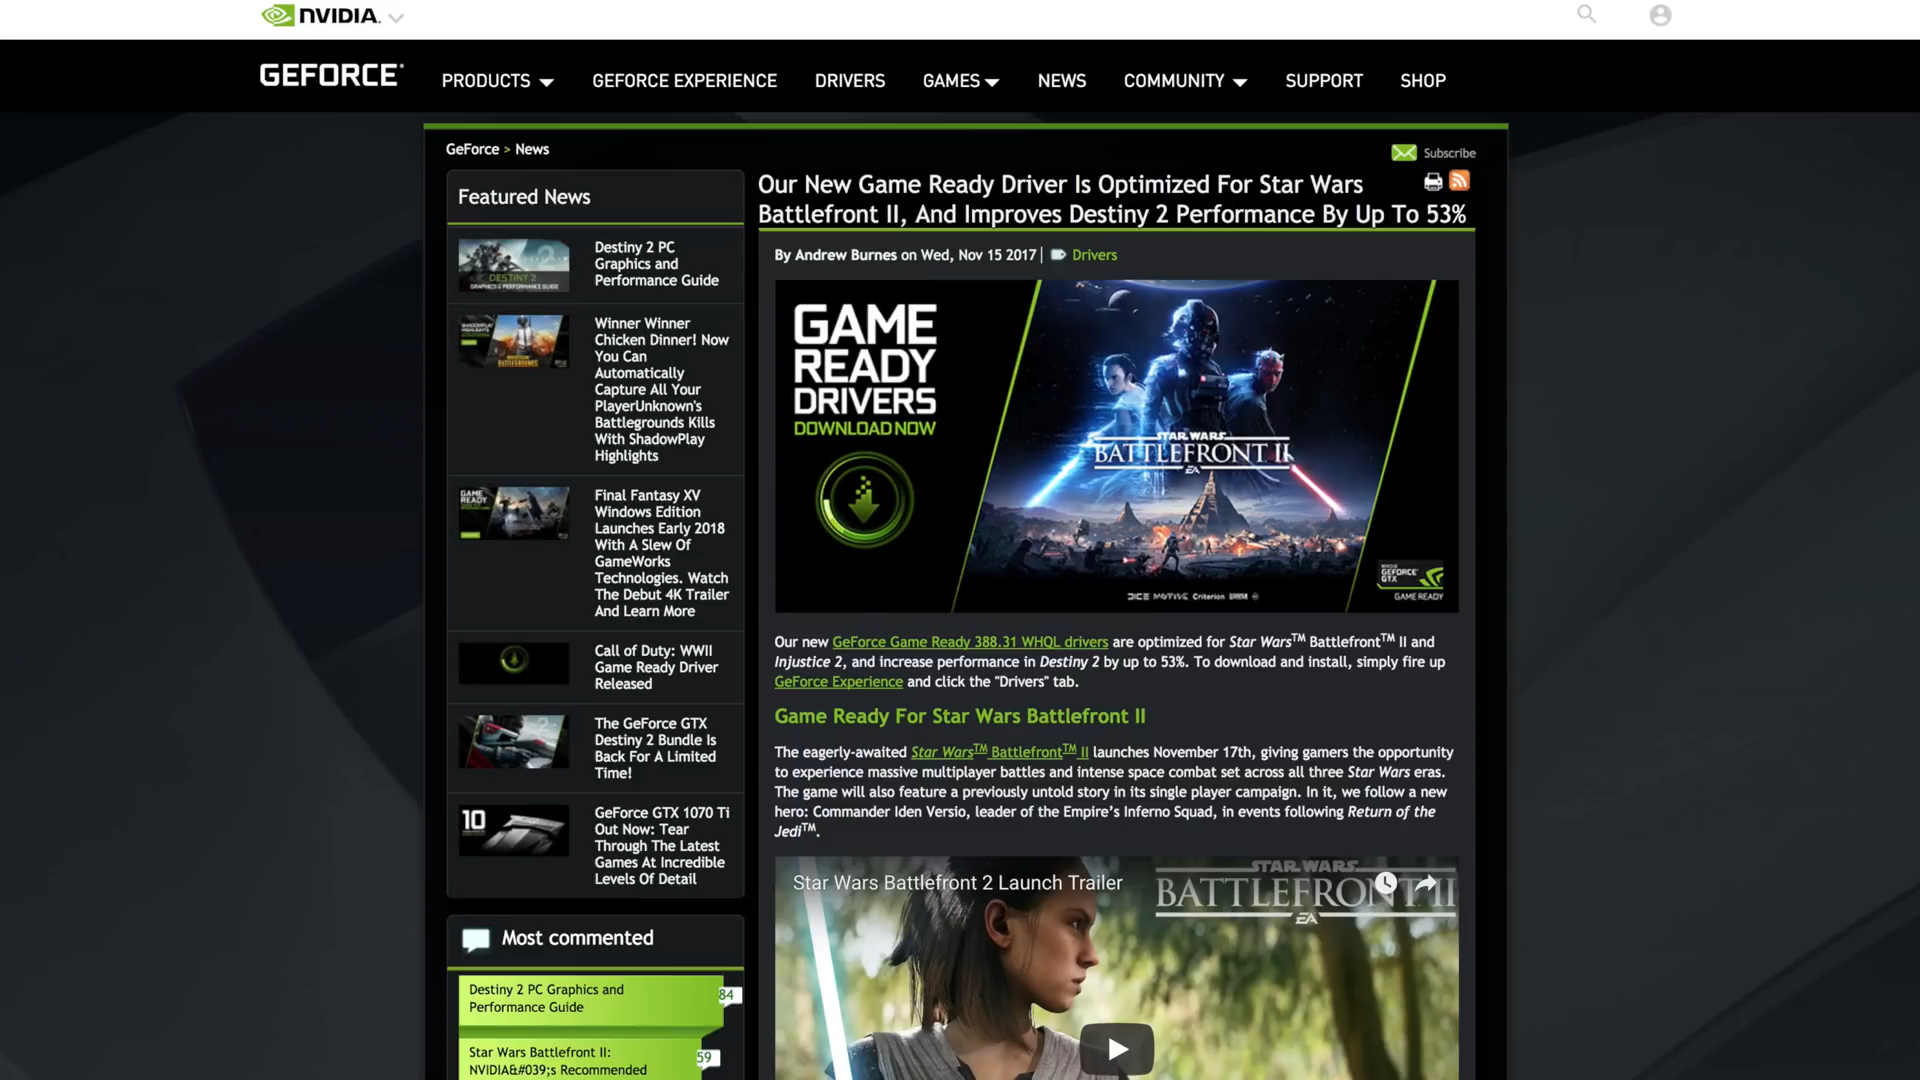 NVIDIA.
GEFORCE
PRODUCTS
GEFORCE EXPERIENCE
DRIVERS
GAMES
NEWS
COMMUNITY
SUPPORT
SHOP
GeForce > News
Subscribe
Featured News
Destiny 2 PC
Graphics and
Performance Guide
DESTINY 2
GRAPHICS & PERFORMANCE GUIDE
Winner Winner
Chicken Dinner! Now
You Can
Automatically
Capture All Your
PlayerUnknown's
Battlegrounds Kills
With ShadowPlay
Highlights
Final Fantasy XV
Windows Edition
Launches Early 2018
With A Slew Of
GameWorks
Technologies. Watch
The Debut 4K Trailer
And Learn More
GAME
READY
Call of Duty: WWII
Game Ready Driver
Released
The GeForce GTX
Destiny 2 Bundle Is
Back For A Limited
Time!
10
GeForce GTX 1070 Ti
Out Now: Tear
Through The Latest
Games At Incredible
Levels Of Detail
Most commented
Destiny 2 PC Graphics and
Performance Guide
84
Star Wars Battlefront II:
NVIDIA&#039;s Recommended
59
Our New Game Ready Driver Is Optimized For Star Wars
Battlefront II, And Improves Destiny 2 Performance By Up To 53%
By Andrew Burnes on Wed, Nov 15 2017 | Drivers
GAME
READY
DRIVERS
DOWNLOAD NOW
STAR WARS
BATTLEFRONT II
EA
DICE MOTIVE Criterion
NVIDIA
GEFORCE
GTX
GAME READY
Our new GeForce Game Ready 388.31 WHQL drivers are optimized for Star Wars™ Battlefront™ II and
Injustice 2, and increase performance in Destiny 2 by up to 53%. To download and install, simply fire up
GeForce Experience and click the "Drivers" tab.
Game Ready For Star Wars Battlefront II
The eagerly-awaited Star Wars™ Battlefront™ II launches November 17th, giving gamers the opportunity
to experience massive multiplayer battles and intense space combat set across all three Star Wars eras.
The game will also feature a previously untold story in its single player campaign. In it, we follow a new
hero: Commander Iden Versio, leader of the Empire's Inferno Squad, in events following Return of the
Jedi™.
Star Wars Battlefront 2 Launch Trailer
STAR WARS
BATTLEFRONT II
EA